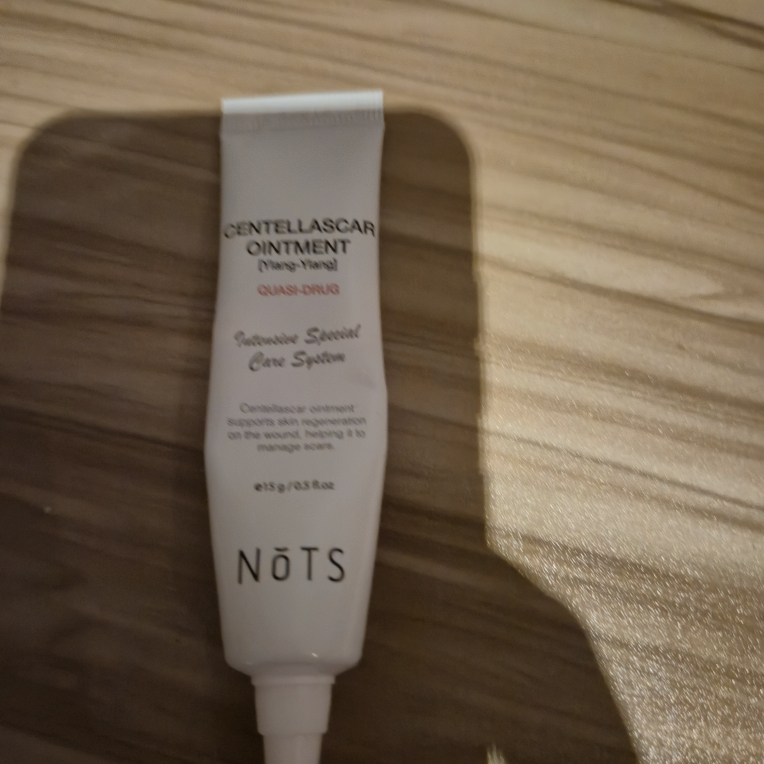 CENTELLASCAR
OINTMENT
[Ylang-Ylang]
QUASI-DRUG
Intensive Special
Care System
Centellascar ointment
supports skin regeneration
on the wound, helping it to
manage scars.
℮15 g / 0.5 fl.oz
NōTS